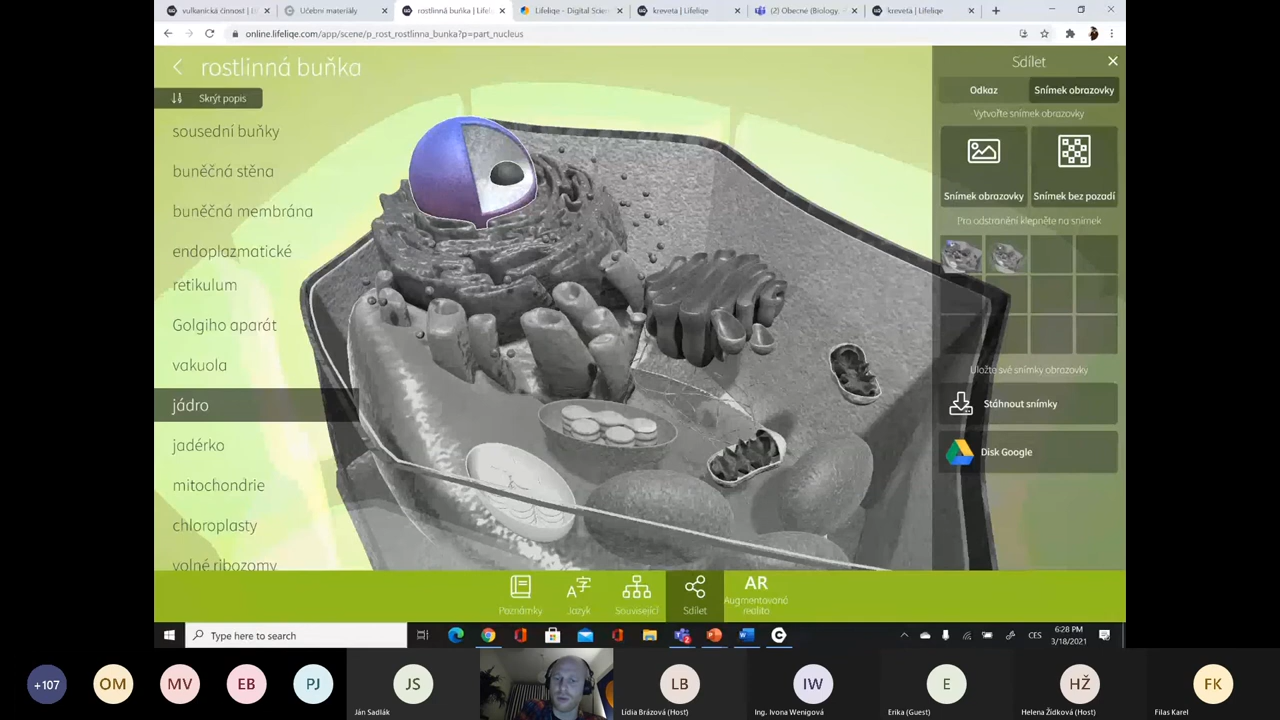 vulkanická činnost | L
Učební materiály
rostlinná buňka | Lifel
Lifeliqe - Digital Scien
kreveta | Lifeliqe
(2) Obecné (Biology,
kreveta | Lifeliqe
online.lifeliqe.com/app/scene/p_rost_rostlinna_bunka?p=part_nucleus
rostlinná buňka
Skrýt popis
sousední buňky
buněčná stěna
buněčná membrána
endoplazmatické
retikulum
Golgiho aparát
vakuola
jádro
jadérko
mitochondrie
chloroplasty
volné ribozomy
Sdílet
Odkaz
Snímek obrazovky
Vytvořte snímek obrazovky
Snímek obrazovky
Snímek bez pozadí
Pro odstranění klepněte na snímek
Uložte své snímky obrazovky
Stáhnout snímky
Disk Google
Poznámky
Jazyk
Související
Sdílet
AR
Augmentovaná
realita
Type here to search
CES
6:28 PM
3/18/2021
+107
OM
MV
EB
PJ
JS
LB
IW
E
HŽ
FK
Ján Sadlák
Lídia Brázová (Host)
Ing. Ivona Wenigová
Erika (Guest)
Helena Žídková (Host)
Filas Karel